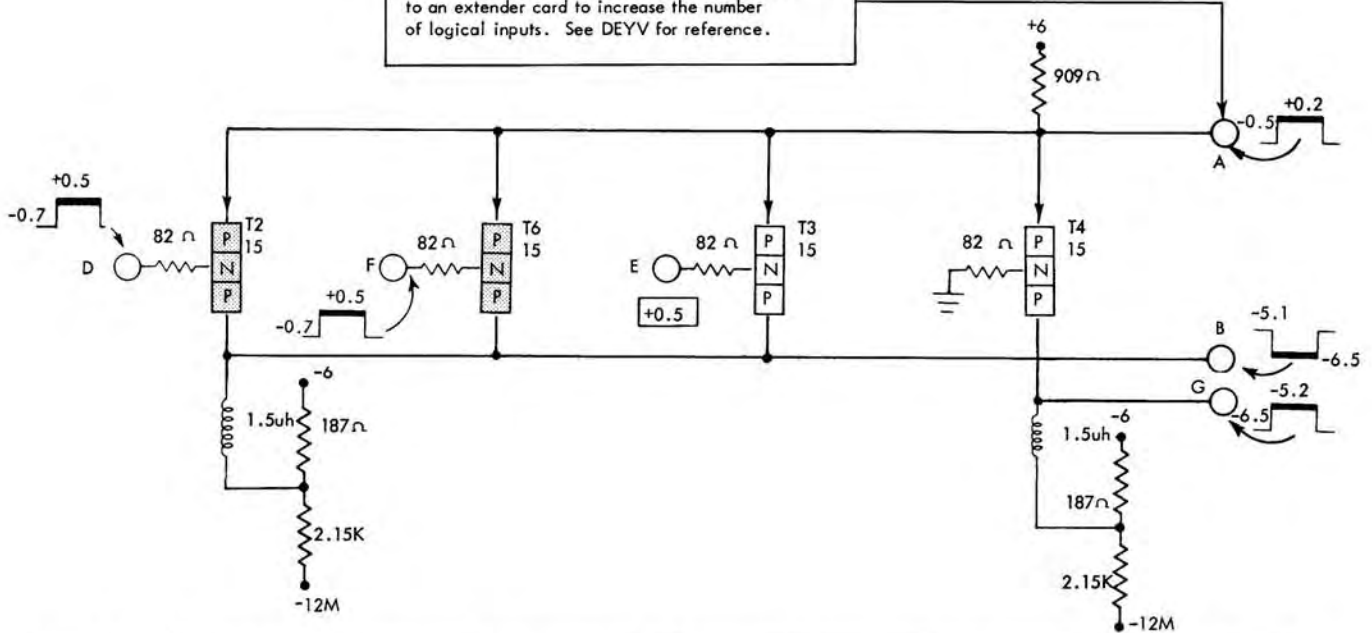 to an extender card to increase the number
of logical inputs. See DEYV for reference.
+6
909Ω
+0.2
-0.5
A
+0.5
-0.7
T2
15
82 Ω
D
P
N
P
T6
15
82Ω
F
P
N
P
+0.5
-0.7
T3
15
82Ω
E
P
N
P
+0.5
T4
15
82 Ω
P
N
P
B
-5.1
-6.5
G
-5.2
-6.5
-6
1.5uh
187Ω
2.15K
-12M
-6
1.5uh
187Ω
2.15K
-12M